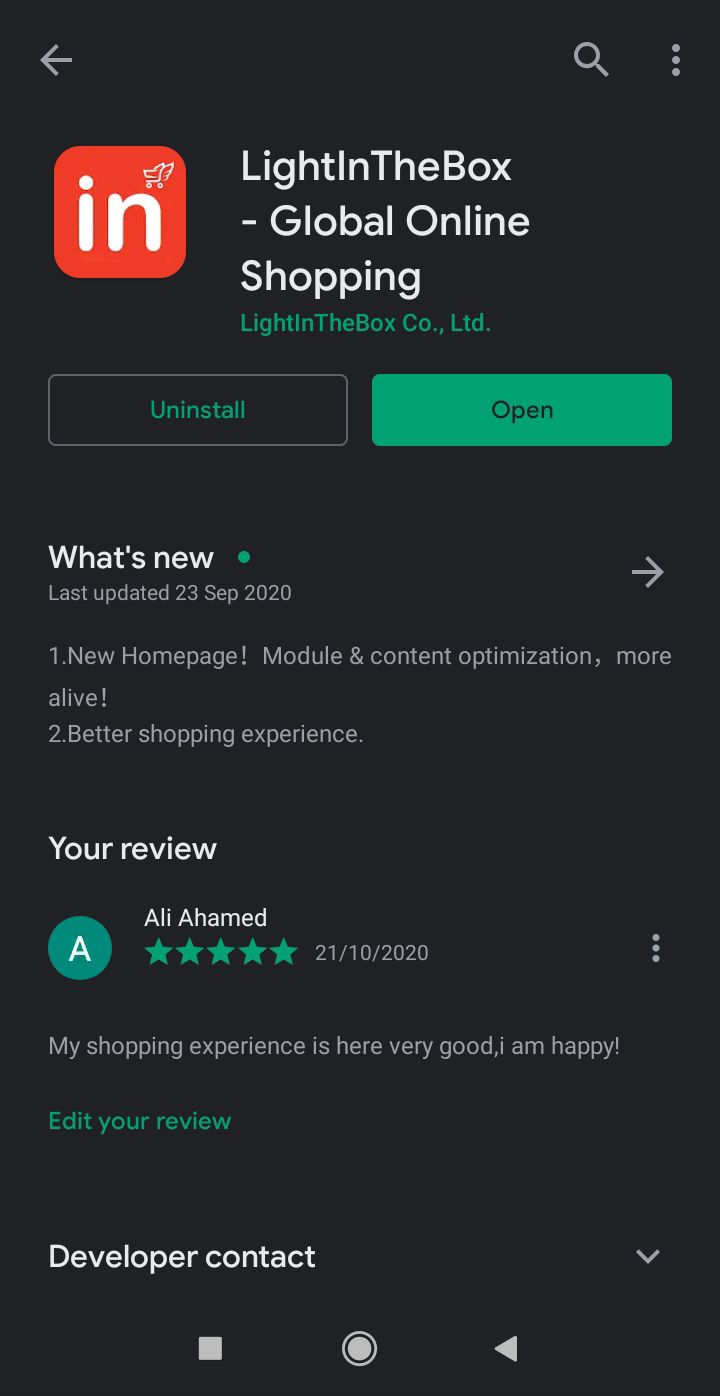 in
LightInTheBox
- Global Online
Shopping
LightInTheBox Co., Ltd.
Uninstall
Open
What's new
Last updated 23 Sep 2020
1.New Homepage！Module & content optimization，more
alive！
2.Better shopping experience.
Your review
A
Ali Ahamed
21/10/2020
My shopping experience is here very good,i am happy!
Edit your review
Developer contact